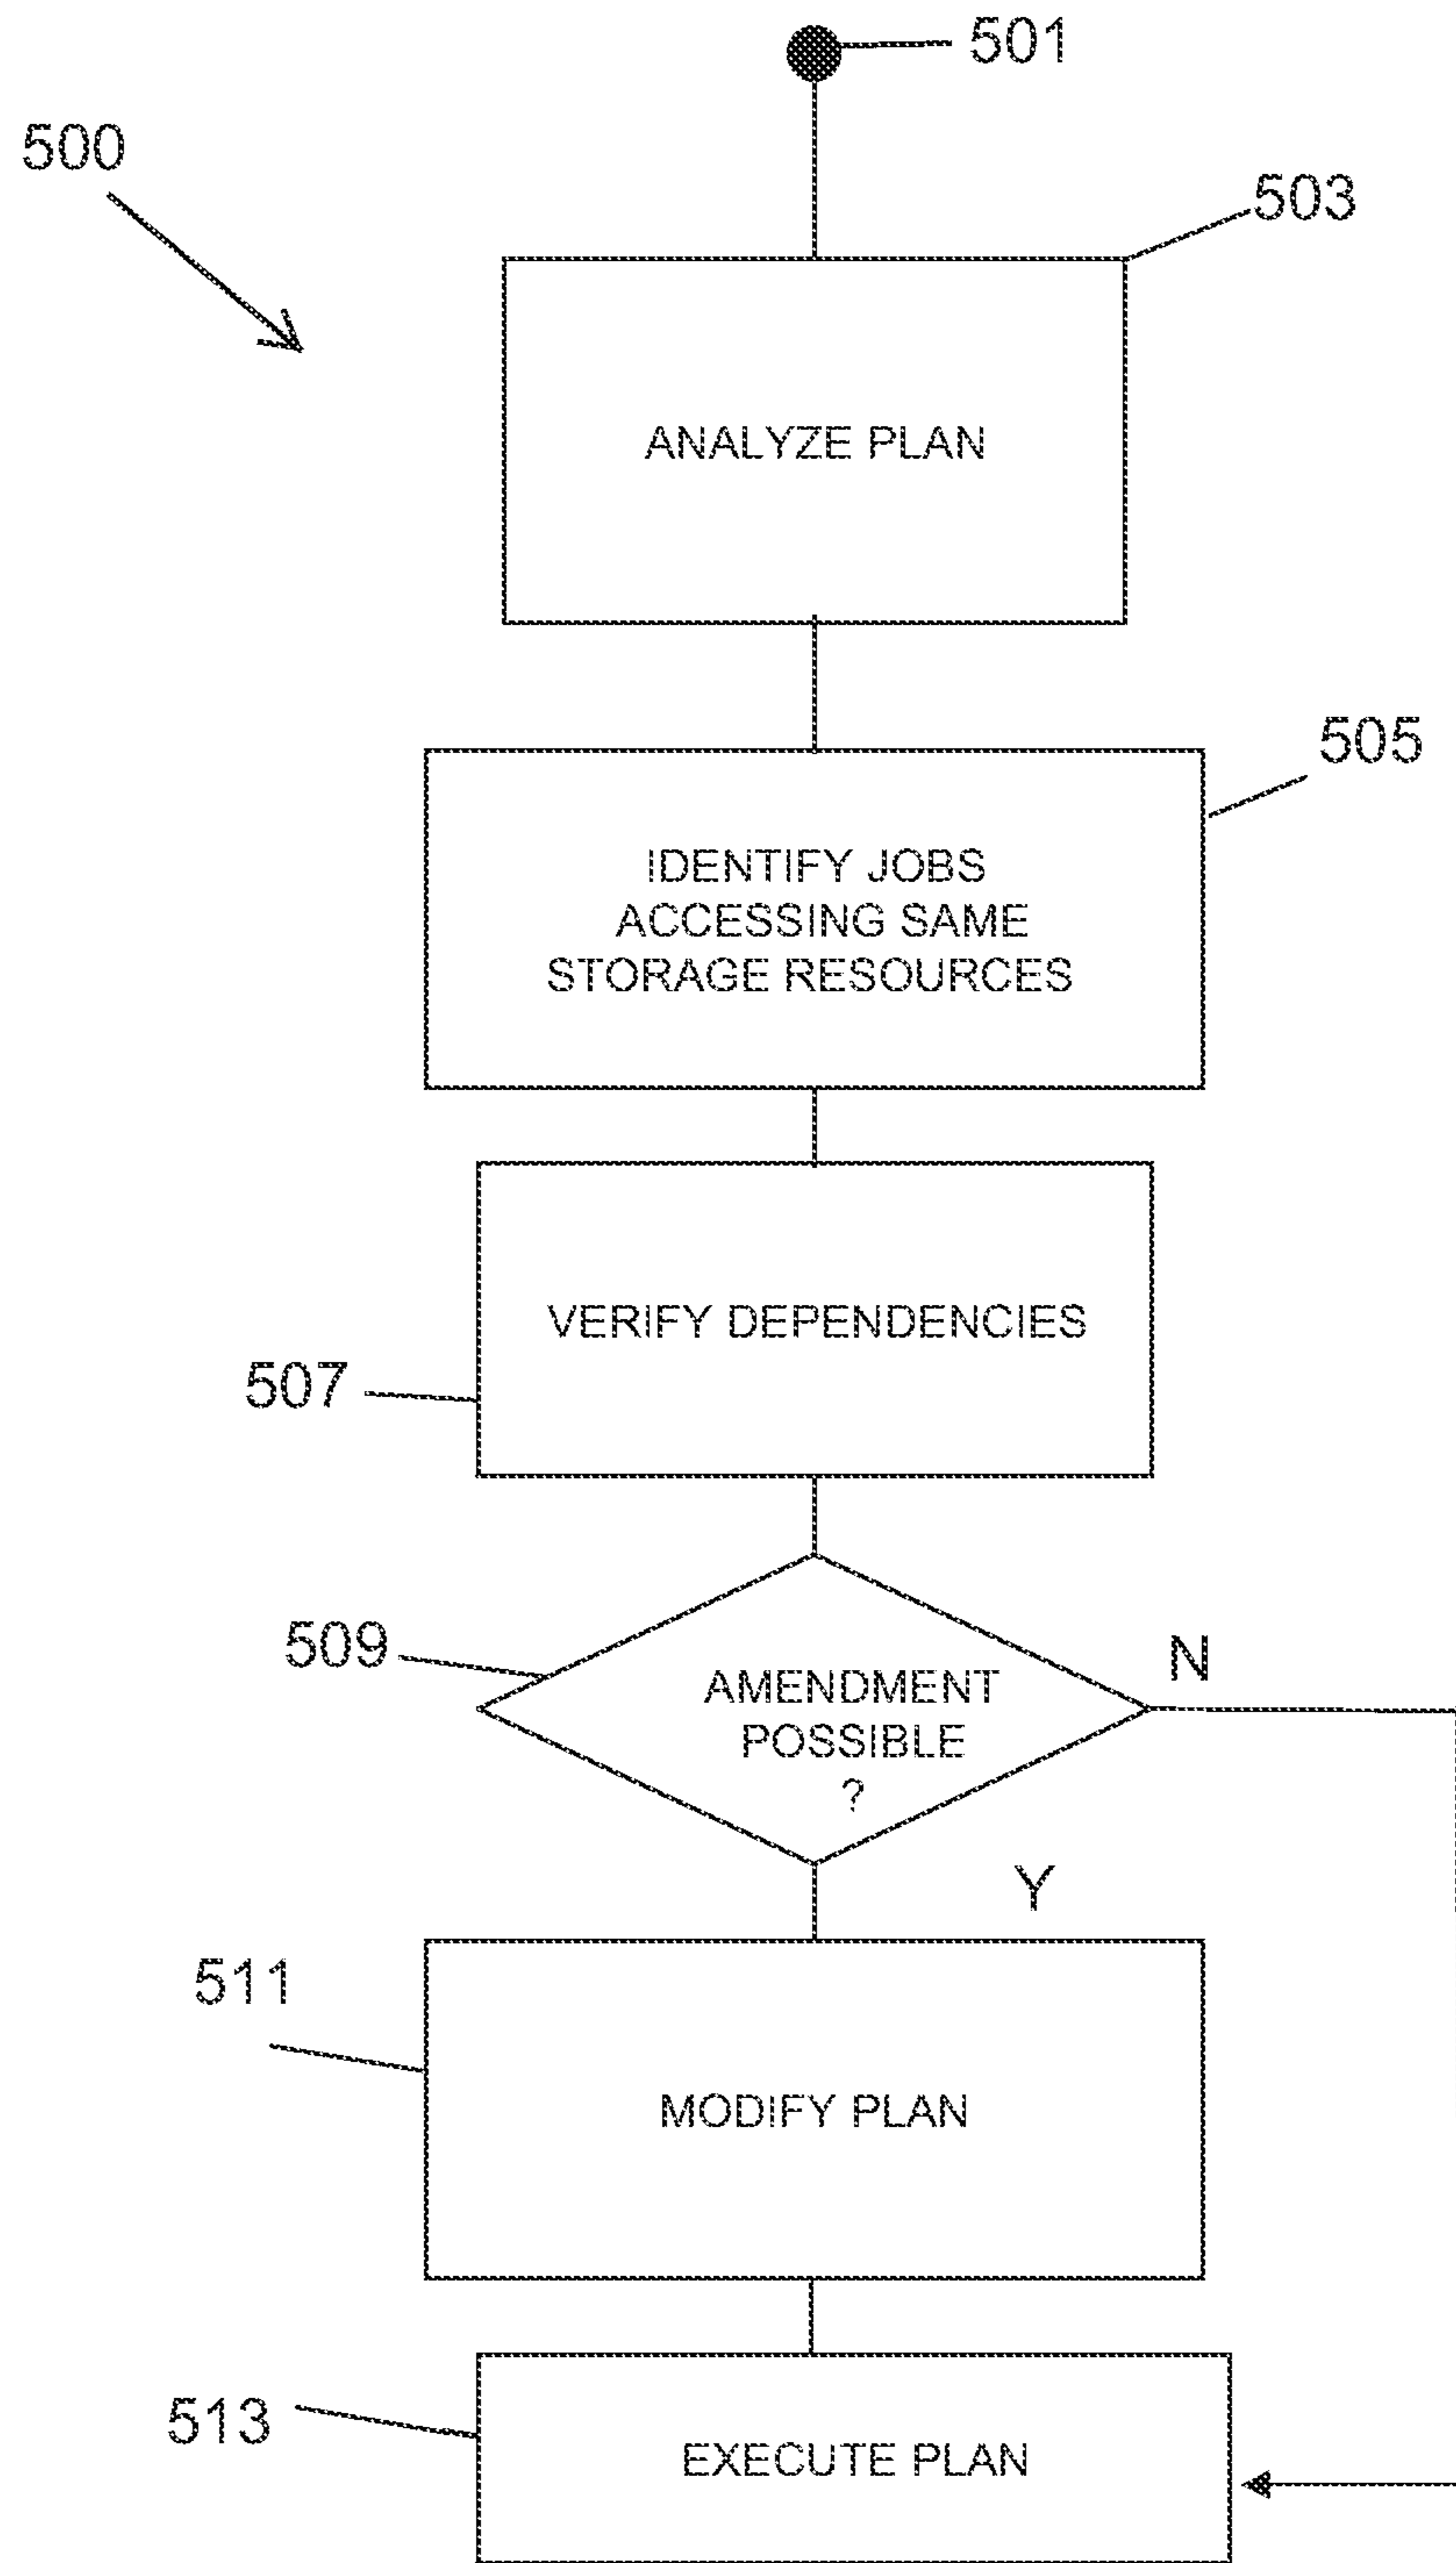 501
500
503
ANALYZE PLAN
505
IDENTIFY JOBS
ACCESSING SAME
STORAGE RESOURCES
VERIFY DEPENDENCIES
507
509
N
AMENDMENT
POSSIBLE
?
Y
511
MODIFY PLAN
513
EXECUTE PLAN